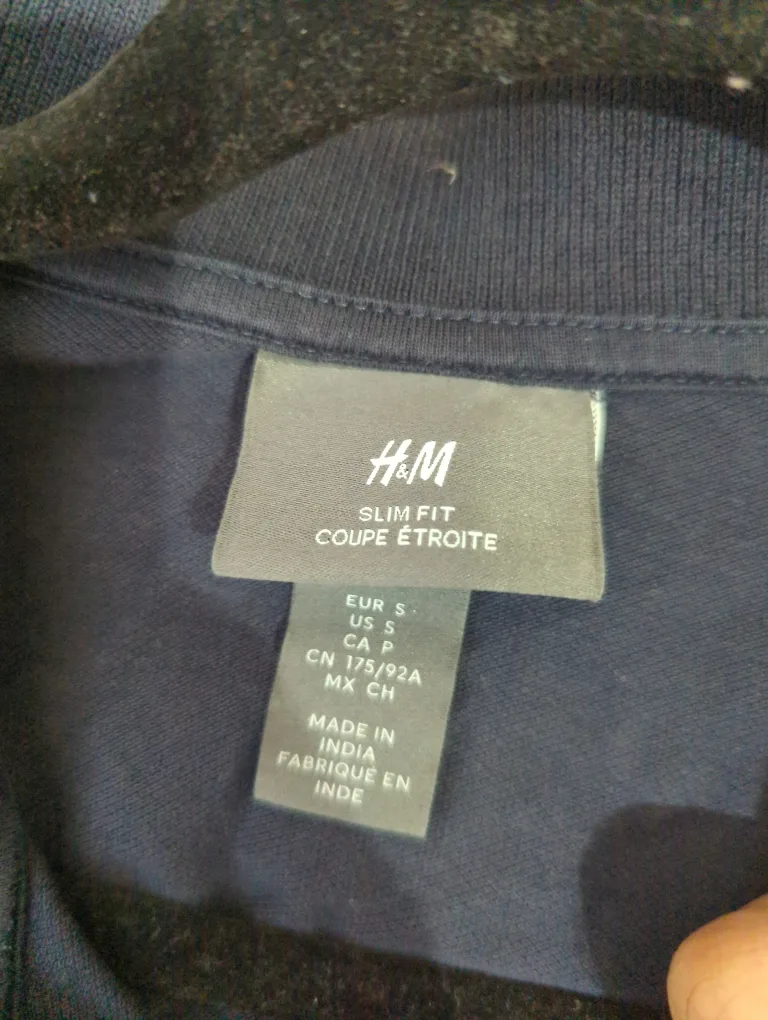 H&M
SLIM FIT
COUPE ÉTROITE
EUR S
US S
CA P
CN 175/92A
MX CH
MADE IN
INDIA
FABRIQUÉ EN
INDE